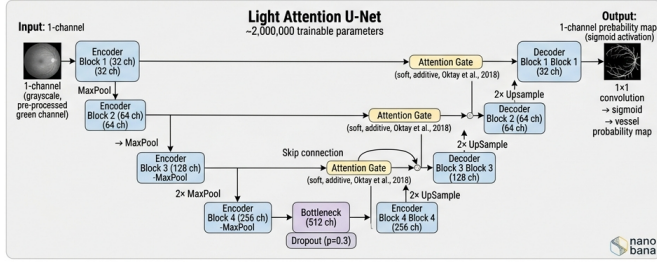 Light Attention U-Net
~2,000,000 trainable parameters
Input: 1-channel
1-channel
(grayscale,
pre-processed
green channel)
Encoder
Block 1 (32 ch)
(32 ch)
MaxPool
Encoder
Block 2 (64 ch)
(64 ch)
→ MaxPool
Encoder
Block 3 (128 ch)
-MaxPool
2× MaxPool
Encoder
Block 4 (256 ch)
-MaxPool
Bottleneck
(512 ch)
Dropout (p=0.3)
Encoder
Block 4 Block 4
(256 ch)
2× UpSample
Skip connection
Attention Gate
(soft, additive, Oktay et al., 2018)
Decoder
Block 3 Block 3
(128 ch)
2× UpSample
Attention Gate
(soft, additive, Oktay et al., 2018)
Decoder
Block 2 (64 ch)
(64 ch)
2× Upsample
Attention Gate
(soft, additive, Oktay et al., 2018)
Decoder
Block 1 Block 1
(32 ch)
Output:
1-channel probability map
(sigmoid activation)
1×1
convolution
→ sigmoid
→ vessel
probability map
nano
bana